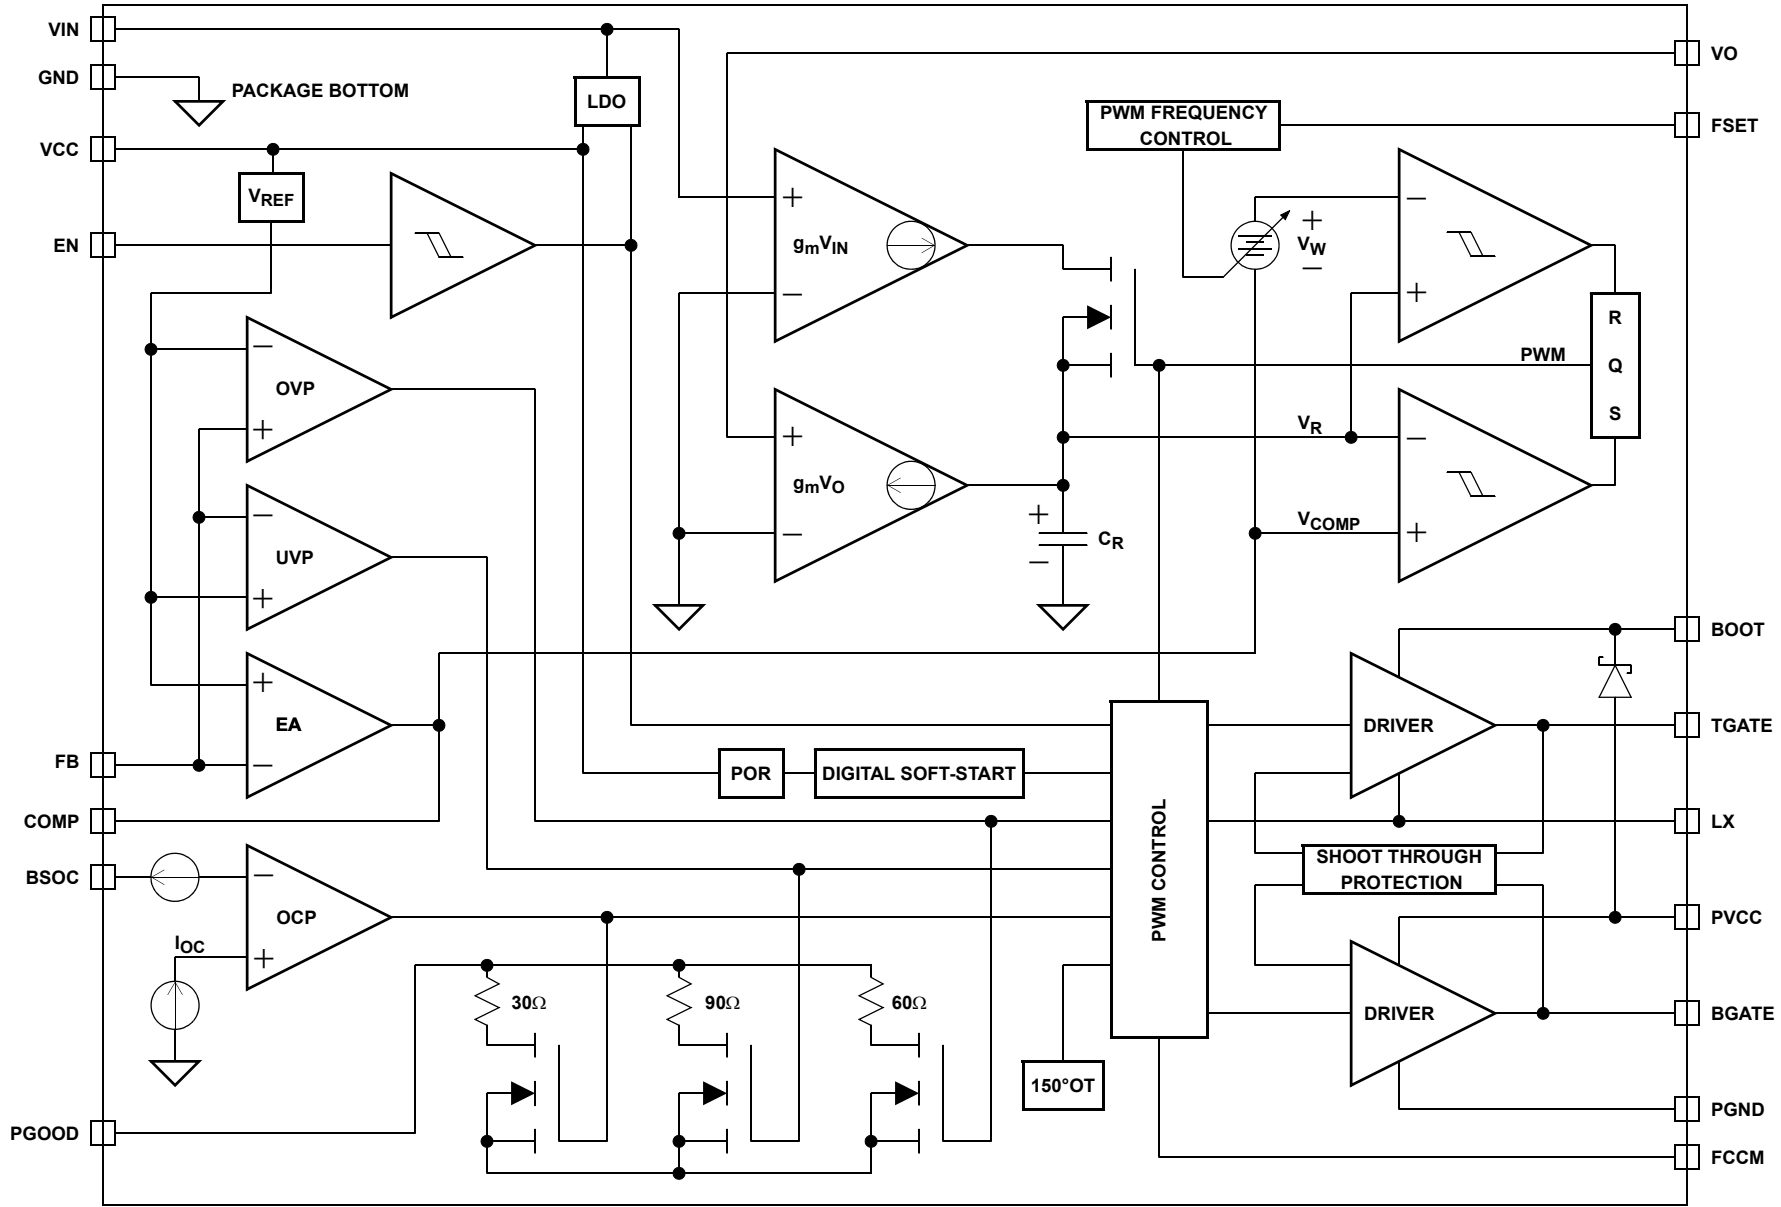 VIN
VO
GND
PACKAGE BOTTOM
LDO
PWM FREQUENCY
CONTROL
FSET
VCC
VREF
EN
+
gmVIN
−
−
+
VW
−
+
R
Q
S
PWM
−
OVP
+
+
gmVO
−
VR
−
VCOMP
+
+
CR
−
−
UVP
+
BOOT
+
EA
−
DRIVER
TGATE
FB
POR
DIGITAL SOFT-START
COMP
LX
BSOC
−
OCP
+
IOC
PWM CONTROL
SHOOT THROUGH
PROTECTION
PVCC
30Ω
90Ω
60Ω
DRIVER
BGATE
150°OT
PGOOD
PGND
FCCM